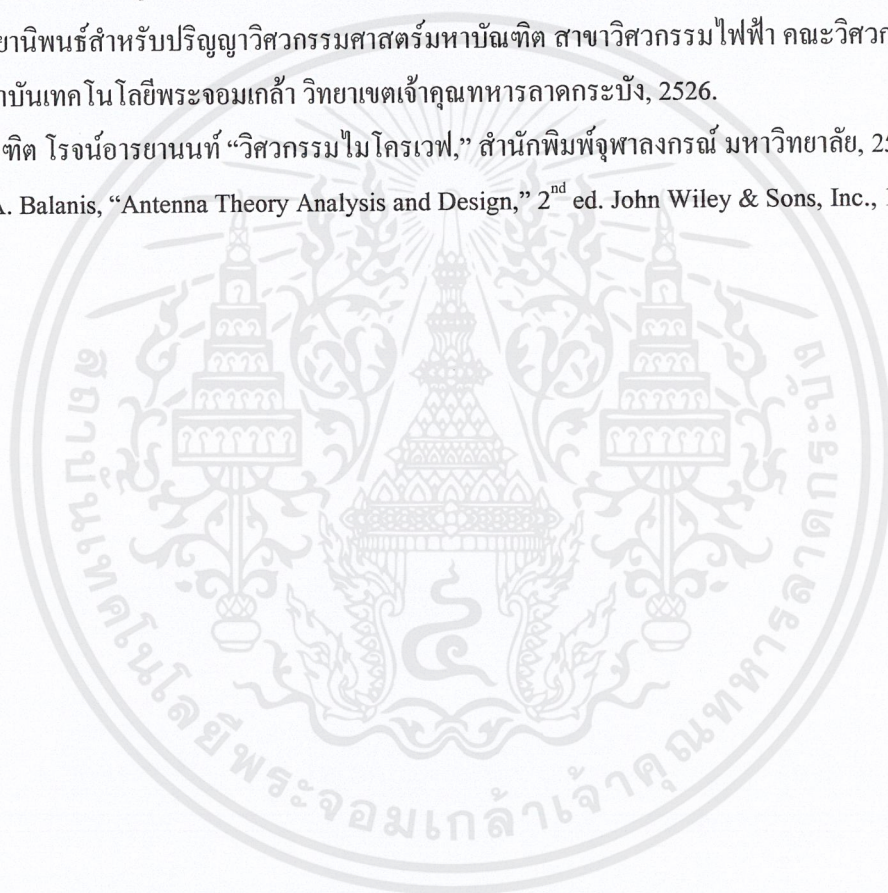 ยานิพนธ์สำหรับปริญญาวิศวกรรมศาสตร์มหาบัณฑิต สาขาวิศวกรรมไฟฟ้า คณะวิศวก
าบันเทคโนโลยีพระจอมเกล้า วิทยาเขตเจ้าคุณทหารลาดกระบัง, 2526.
ฑิต โรจน์อารยานนท์ “วิศวกรรมไมโครเวฟ,” สำนักพิมพ์จุฬาลงกรณ์ มหาวิทยาลัย, 25
A. Balanis, “Antenna Theory Analysis and Design,” 2nd ed. John Wiley & Sons, Inc.,
สถาบันเทคโนโลยีพระจอมเกล้าเจ้าคุณทหารลาดกระบัง